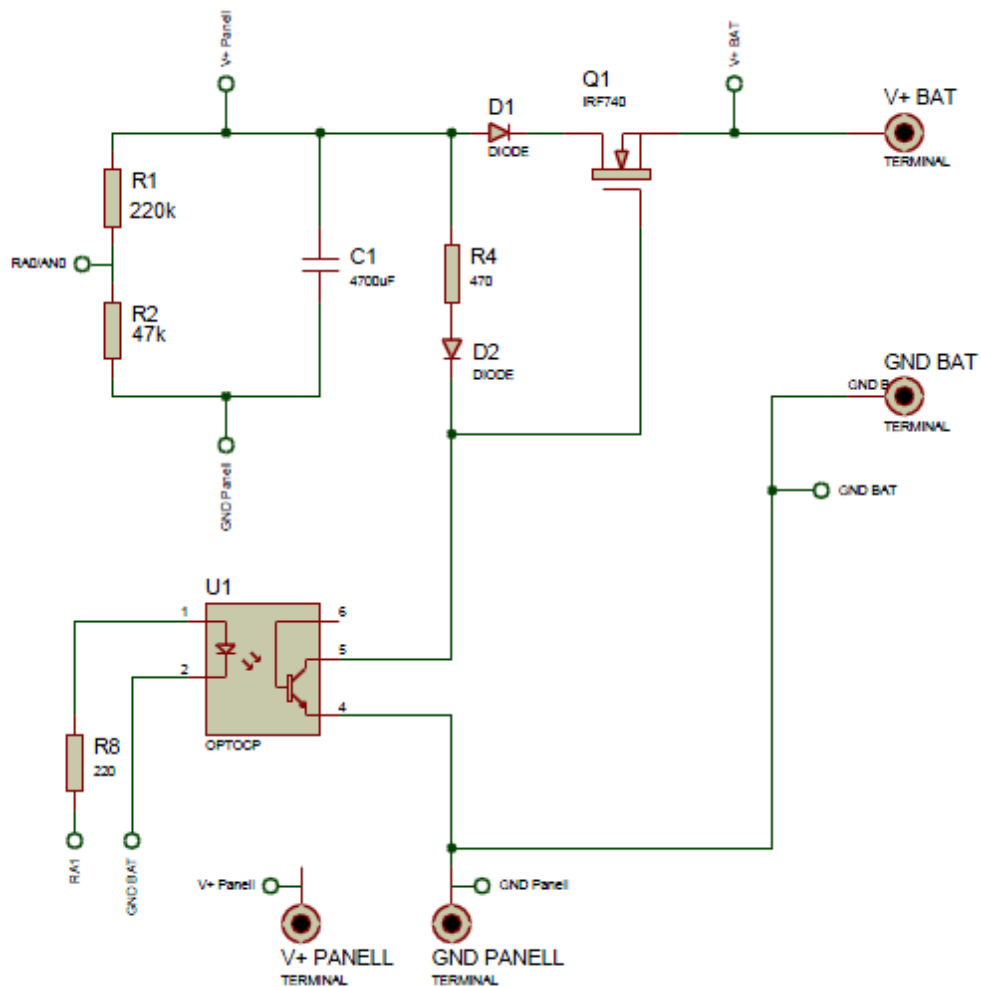 V+ Panell
V+ BAT
Q1
IRF740
D1
DIODE
V+ BAT
TERMINAL
R1
220k
RA0/AN0
R2
47k
C1
4700uF
R4
470
D2
DIODE
GND BAT
GND B
TERMINAL
GND BAT
GND Panell
U1
1
2
6
5
4
OPTOCP
R8
220
RA1
GND BAT
V+ Panell
GND Panell
V+ PANELL
TERMINAL
GND PANELL
TERMINAL